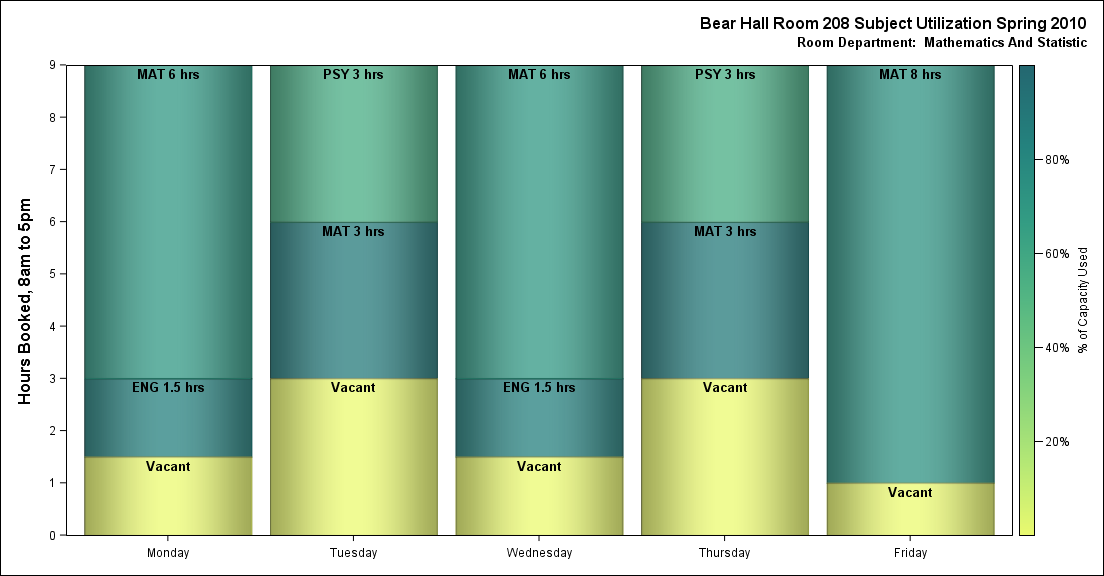 Bear Hall Room 208 Subject Utilization Spring 2010
Room Department:  Mathematics And Statistic
Hours Booked, 8am to 5pm
9
8
7
6
5
4
3
2
1
0
MAT 6 hrs
ENG 1.5 hrs
Vacant
PSY 3 hrs
MAT 3 hrs
Vacant
MAT 6 hrs
ENG 1.5 hrs
Vacant
PSY 3 hrs
MAT 3 hrs
Vacant
MAT 8 hrs
Vacant
Monday
Tuesday
Wednesday
Thursday
Friday
80%
60%
40%
20%
% of Capacity Used